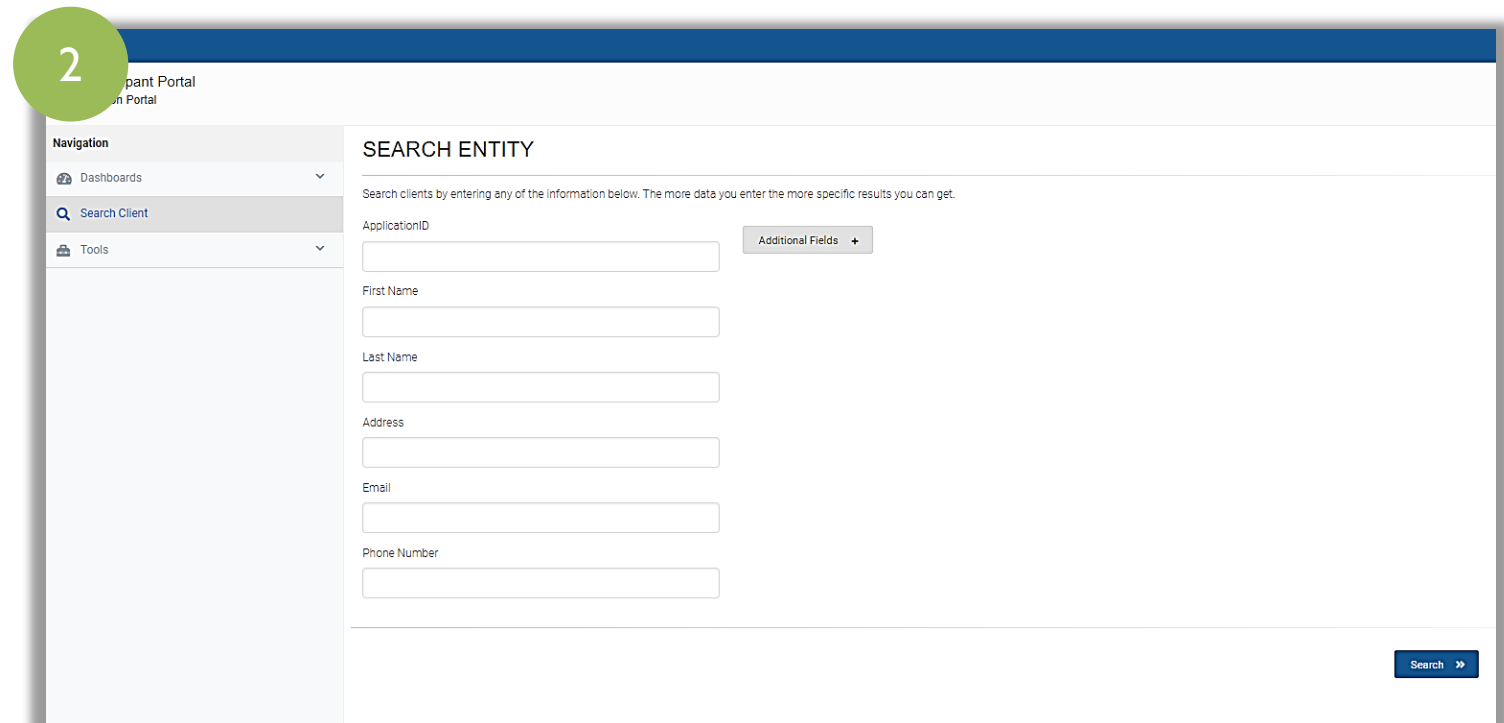 2
pant Portal
on Portal
Navigation
Dashboards
Search Client
Tools
SEARCH ENTITY
Search clients by entering any of the information below. The more data you enter the more specific results you can get.
ApplicationID
Additional Fields +
First Name
Last Name
Address
Email
Phone Number
Search »